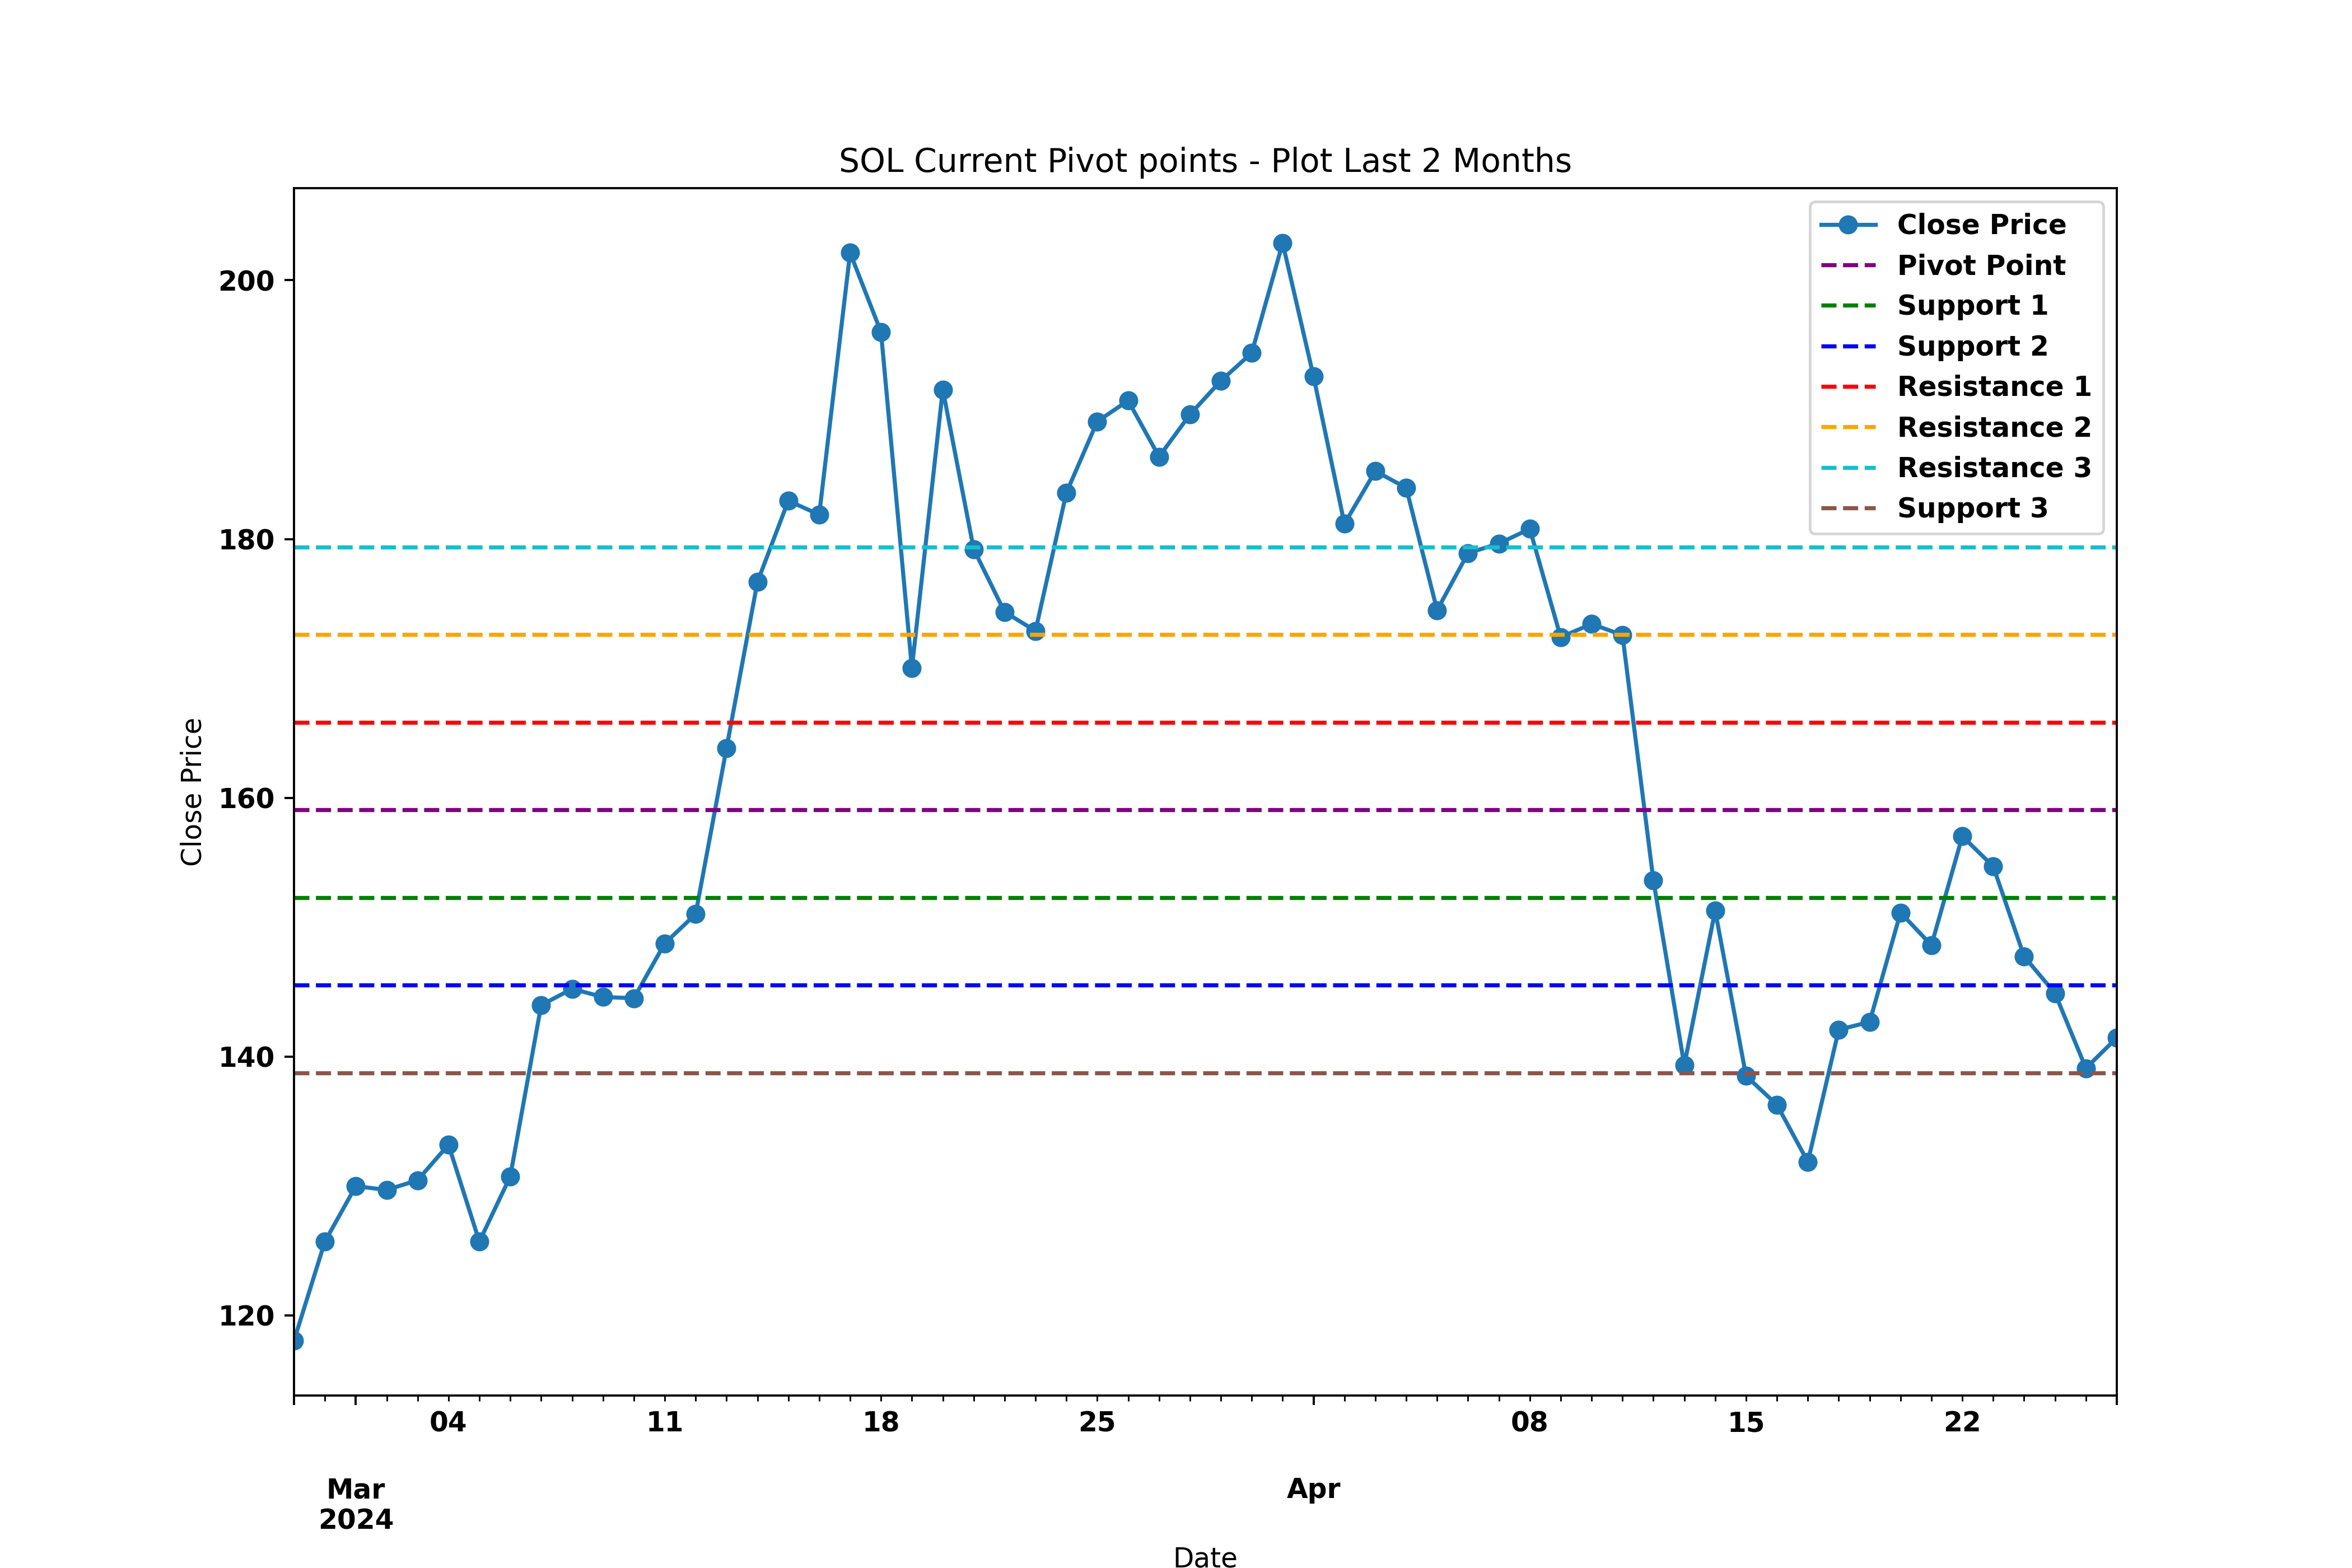 SOL Current Pivot points - Plot Last 2 Months
Close Price
Pivot Point
Support 1
Support 2
Resistance 1
Resistance 2
Resistance 3
Support 3
200
180
160
140
120
Close Price
04 11 18 25 08 15 22
Mar Apr
2024
Date